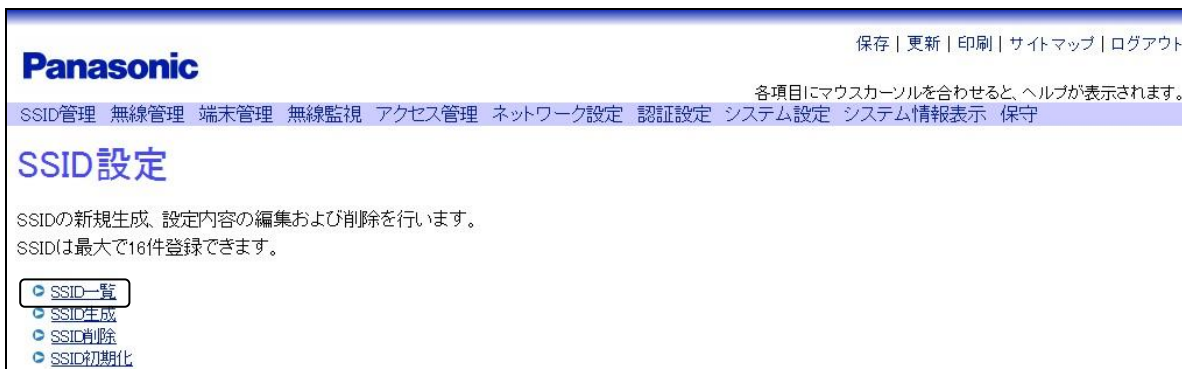 保存 | 更新 | 印刷 | サイトマップ | ログアウト
Panasonic
各項目にマウスカーソルを合わせると、ヘルプが表示されます。
SSID管理 無線管理 端末管理 無線監視 アクセス管理 ネットワーク設定 認証設定 システム設定 システム情報表示 保守
SSID設定
SSIDの新規生成、設定内容の編集および削除を行います。
SSIDは最大で16件登録できます。
SSID一覧
SSID生成
SSID削除
SSID初期化